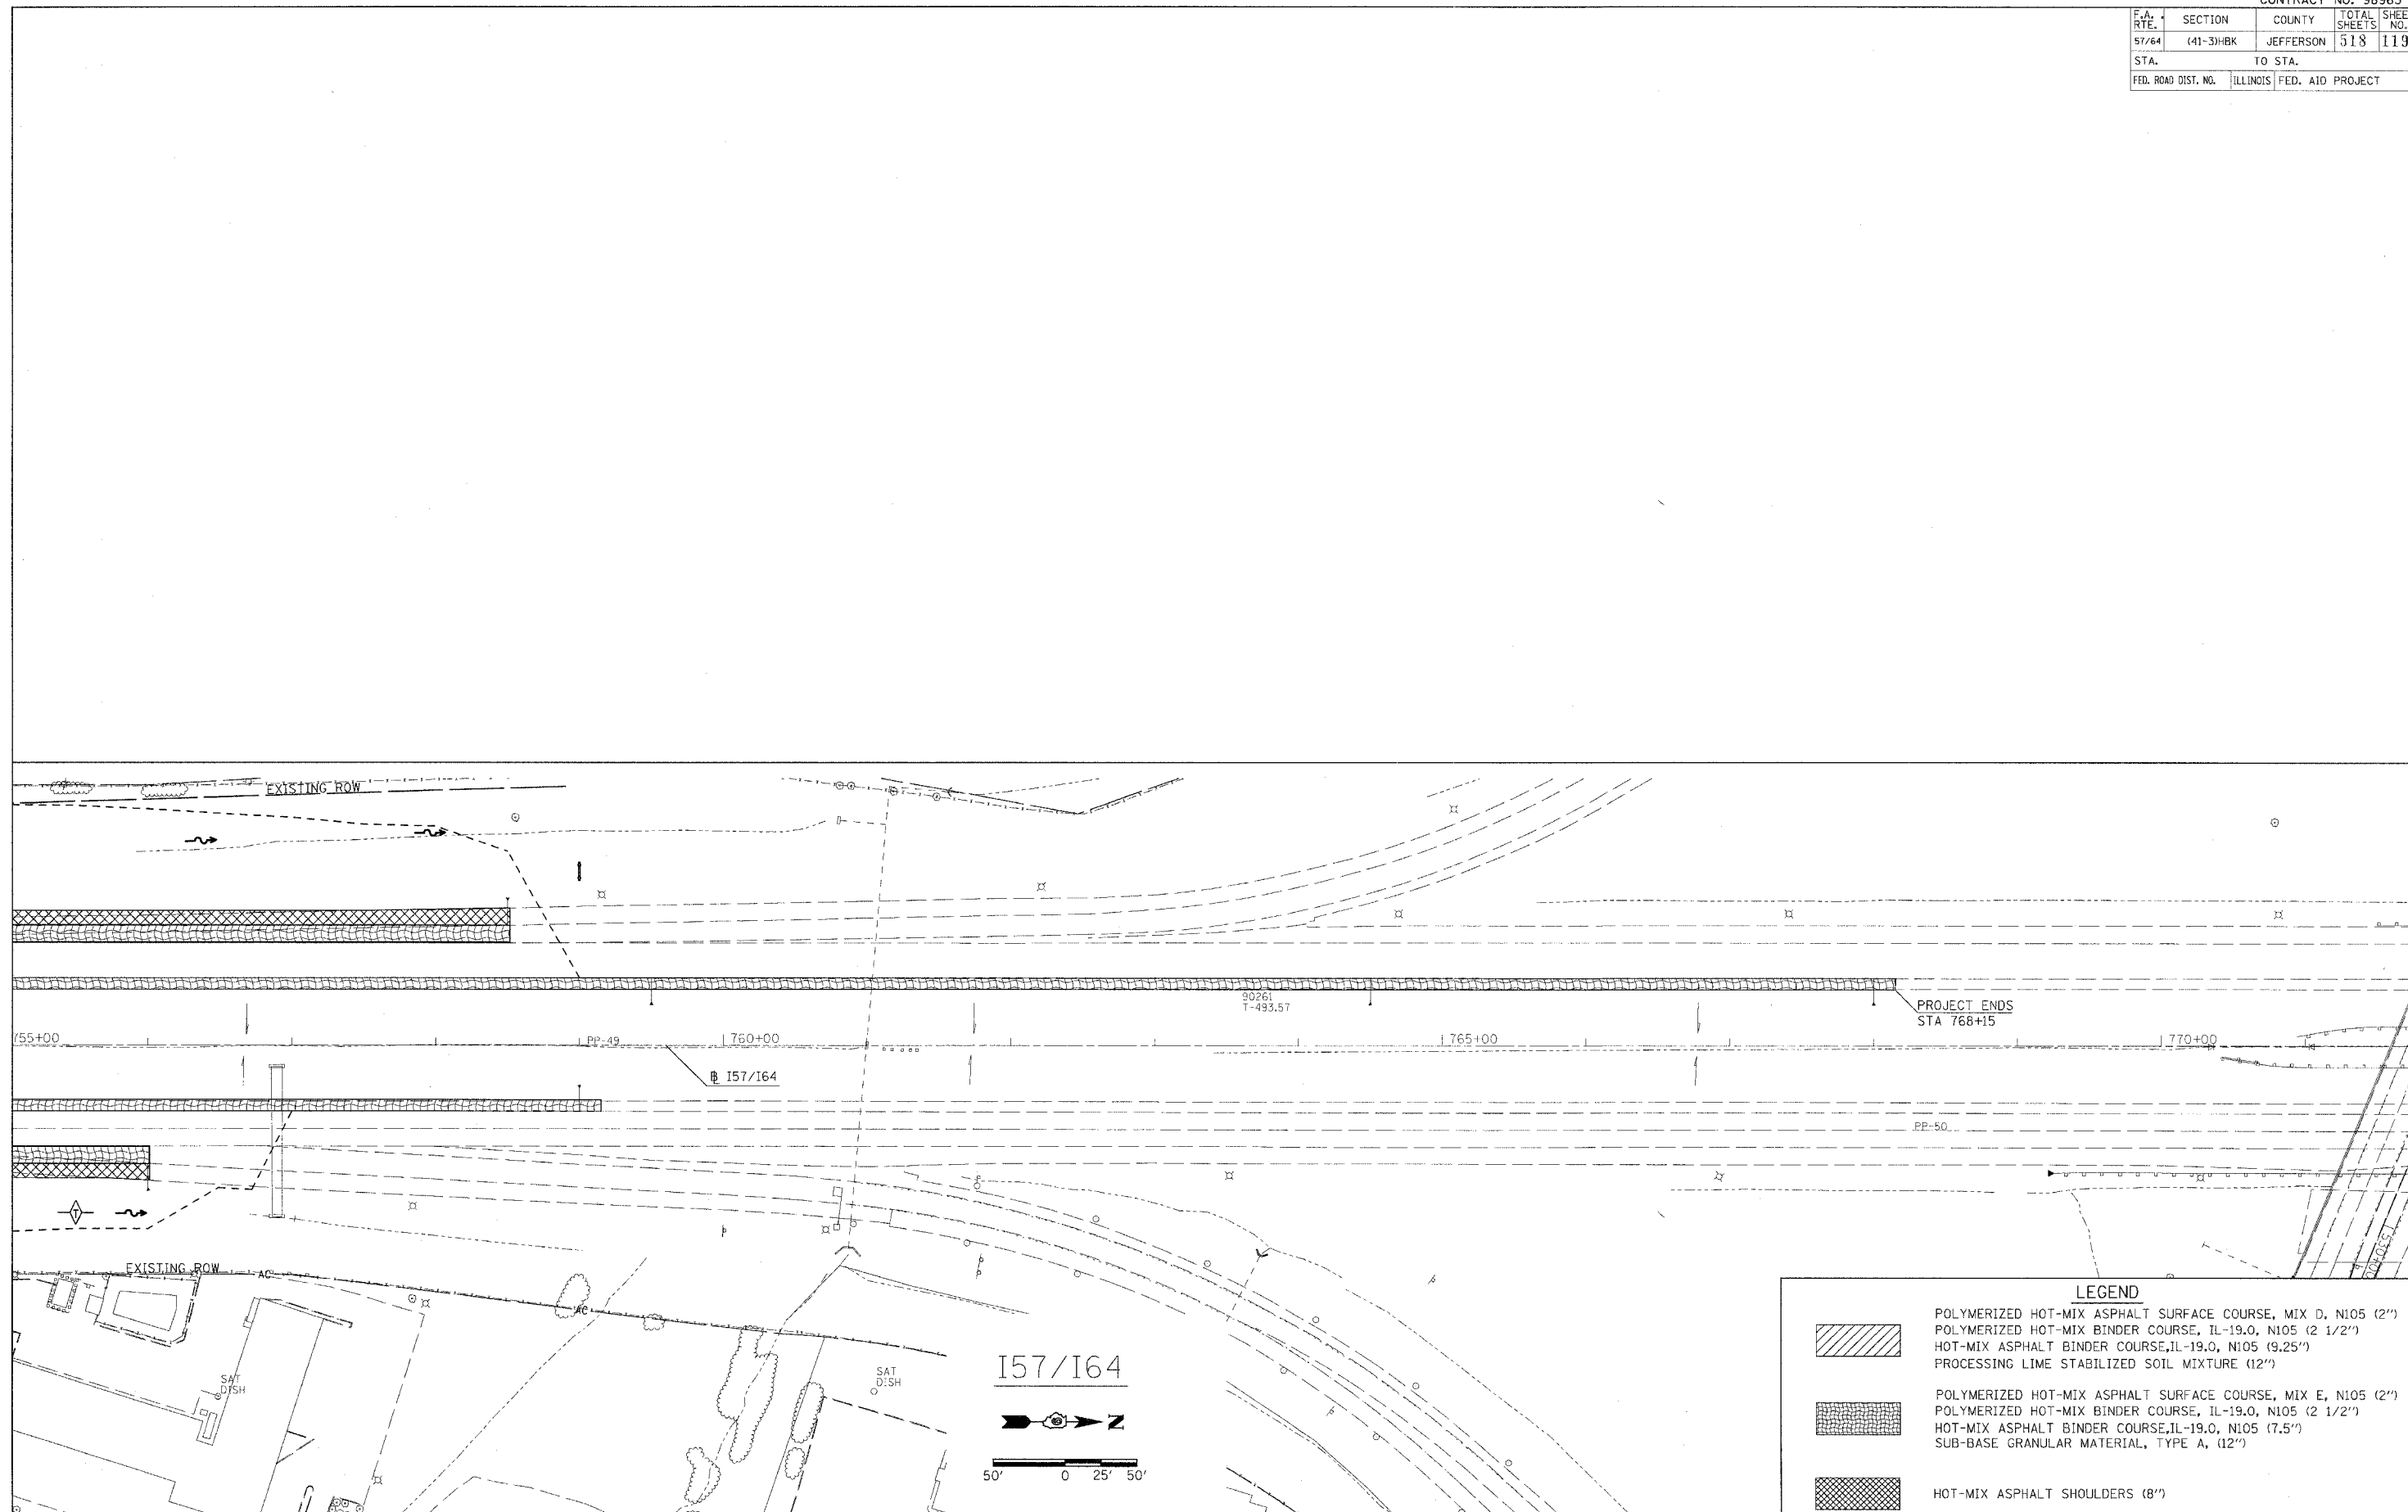 F.A. RTE. SECTION COUNTY TOTAL SHEETS SHEE NO.
57/64 (41-3)HBK JEFFERSON 518 119
STA. TO STA.
FED. ROAD DIST. NO. ILLINOIS FED. AID PROJECT
EXISTING ROW
90261
T-493.57
PROJECT ENDS
STA 768+15
755+00
PP-49
760+00
765+00
770+00
I57/I64
PP-50
T
EXISTING ROW
AC
AC
SAT
DISH
SAT
DISH
I57/I64
N
50' 0 25' 50'
LEGEND
POLYMERIZED HOT-MIX ASPHALT SURFACE COURSE, MIX D, N105 (2")
POLYMERIZED HOT-MIX BINDER COURSE, IL-19.0, N105 (2 1/2")
HOT-MIX ASPHALT BINDER COURSE,IL-19.0, N105 (9.25")
PROCESSING LIME STABILIZED SOIL MIXTURE (12")
POLYMERIZED HOT-MIX ASPHALT SURFACE COURSE, MIX E, N105 (2")
POLYMERIZED HOT-MIX BINDER COURSE, IL-19.0, N105 (2 1/2")
HOT-MIX ASPHALT BINDER COURSE,IL-19.0, N105 (7.5")
SUB-BASE GRANULAR MATERIAL, TYPE A, (12")
HOT-MIX ASPHALT SHOULDERS (8")